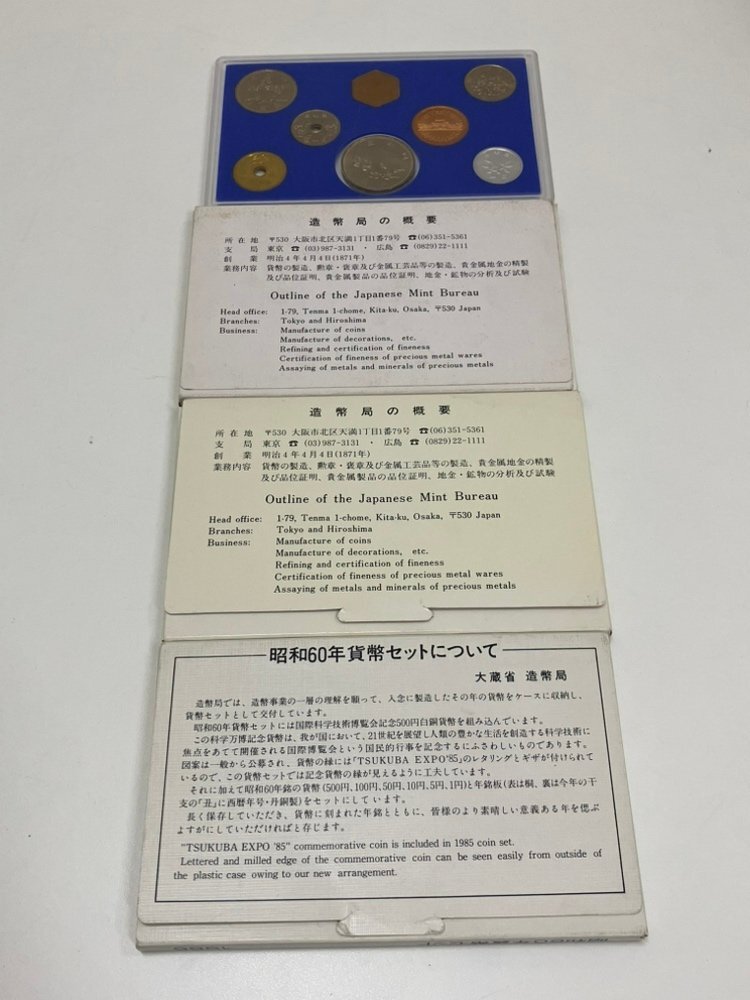 造幣局の概要
所在地 〒530 大阪市北区天満1丁目1番79号 ☎(06)351-5361
支局 東京 ☎ (03)987-3131 ・ 広島 ☎ (0829)22-1111
創業 明治4年4月4日(1871年)
業務内容 貨幣の製造、勲章・褒章及び金属工芸品等の製造、貴金属地金の精製
及び品位証明、貴金属製品の品位証明、地金・鉱物の分析及び試験
Outline of the Japanese Mint Bureau
Head office: 1-79, Tenma 1-chome, Kita-ku, Osaka, 〒530 Japan
Branches: Tokyo and Hiroshima
Business: Manufacture of coins
Manufacture of decorations, etc.
Refining and certification of fineness
Certification of fineness of precious metal wares
Assaying of metals and minerals of precious metals
造幣局の概要
所在地 〒530 大阪市北区天満1丁目1番79号 ☎(06)351-5361
支局 東京 ☎ (03)987-3131 ・ 広島 ☎ (0829)22-1111
創業 明治4年4月4日(1871年)
業務内容 貨幣の製造、勲章・褒章及び金属工芸品等の製造、貴金属地金の精製
及び品位証明、貴金属製品の品位証明、地金・鉱物の分析及び試験
Outline of the Japanese Mint Bureau
Head office: 1-79, Tenma 1-chome, Kita-ku, Osaka, 〒530 Japan
Branches: Tokyo and Hiroshima
Business: Manufacture of coins
Manufacture of decorations, etc.
Refining and certification of fineness
Certification of fineness of precious metal wares
Assaying of metals and minerals of precious metals
昭和60年貨幣セットについて
大蔵省 造幣局
造幣局では、造幣事業の一層の理解を願って、入念に製造したその年の貨幣をケースに収納し、
貨幣セットとして交付しています。
昭和60年貨幣セットには国際科学技術博覧会記念500円白銅貨幣を組み込んでいます。
この科学万博記念貨幣は、我が国において、21世紀を展望し人類の豊かな生活を創造する科学技術に
焦点をあてて開催される国際博覧会という国民的行事を記念するにふさわしいものであります。
図案は一般から公募され、貨幣の縁には「TSUKUBA EXPO'85」のレタリングとギザが付けられて
いるので、この貨幣セットでは記念貨幣の縁が見えるように工夫しています。
それに加えて昭和60年銘の貨幣(500円、100円、50円、10円、5円、1円)と年銘板(表は桐、裏は今年の干
支の「丑」に西暦年号・丹銅製)をセットにしています。
長く保存していただき、貨幣に刻まれた年銘とともに、皆様のより素晴しい意義ある年を偲ぶ
よすがにしていただければと存じます。
"TSUKUBA EXPO '85" commemorative coin is included in 1985 coin set.
Lettered and milled edge of the commemorative coin can be seen easily from outside of
the plastic case owing to our new arrangement.